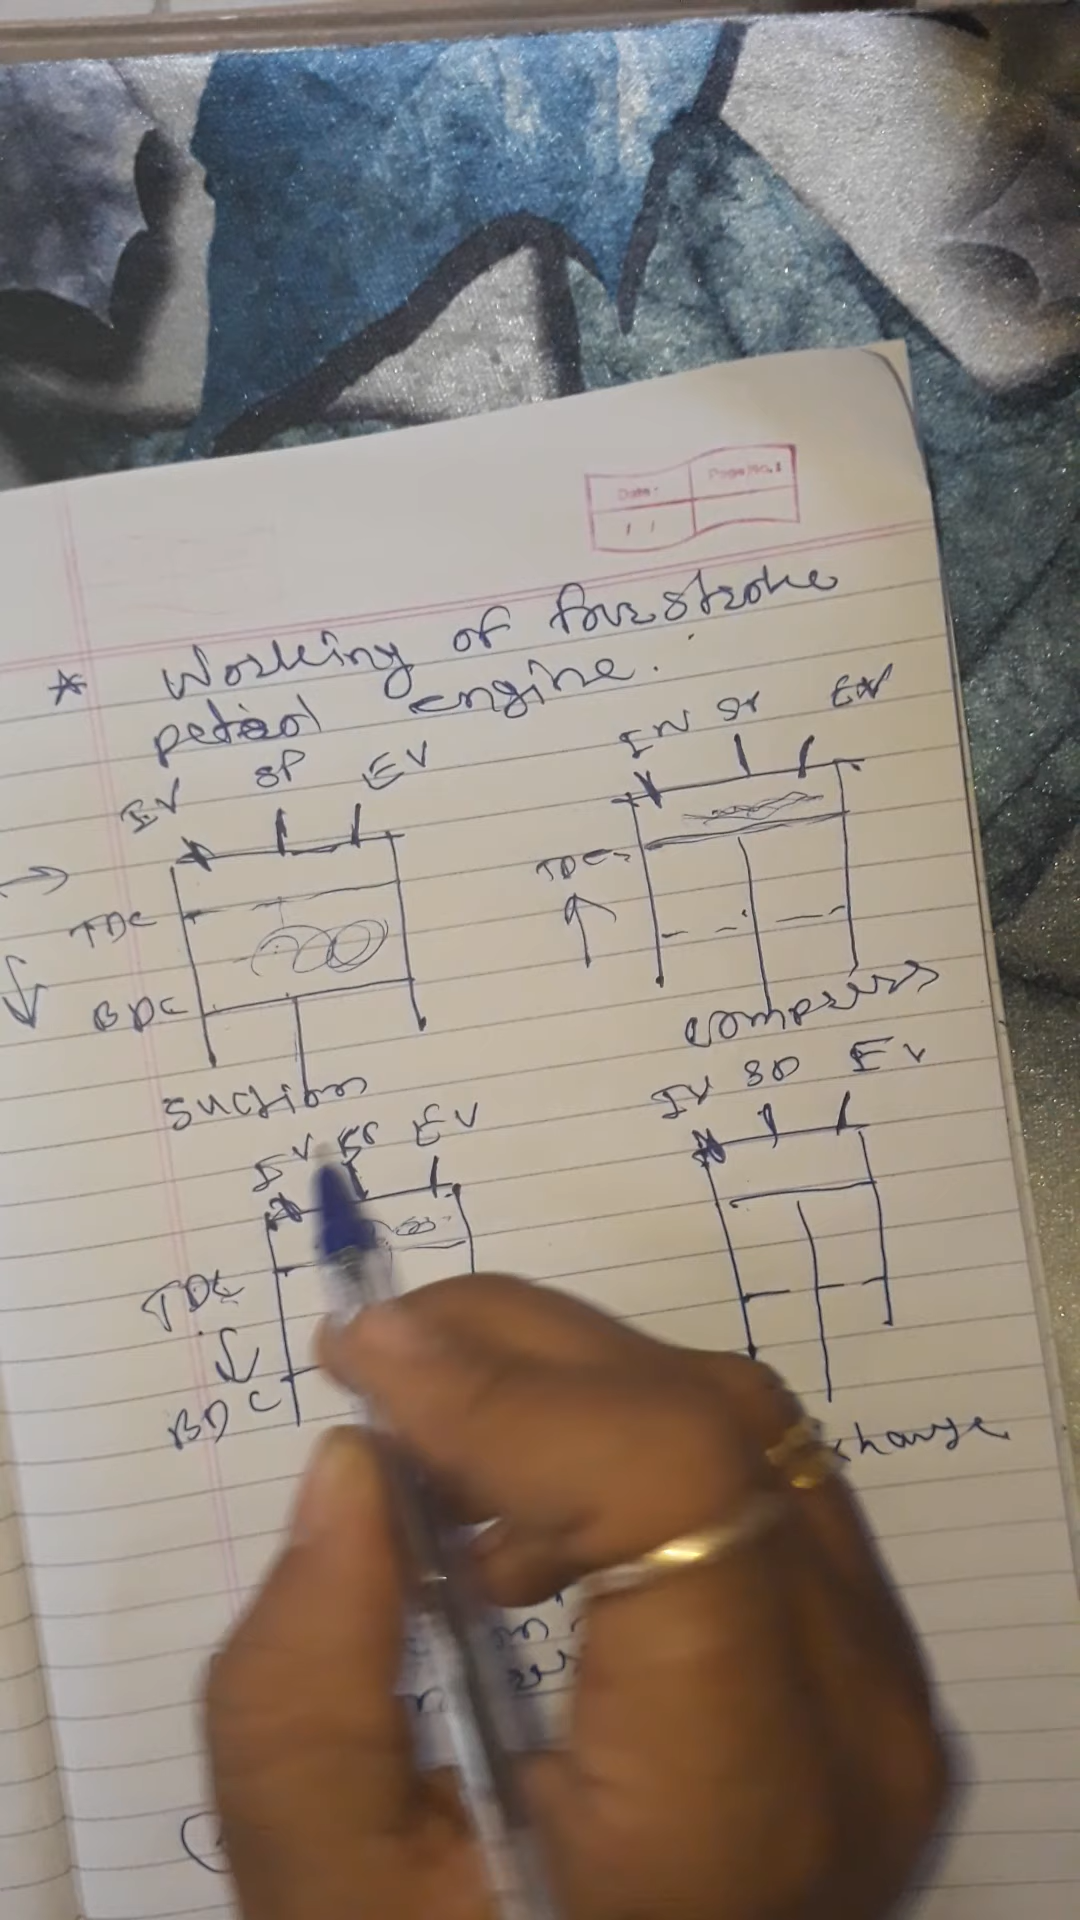 Date: Page No.
* Working of four stroke
petrol engine.
IV SP EV
TDC
BDC
Suction
IV SP EV
TDC
Compress
IV SP EV
TDC
BDC
IV SP EV